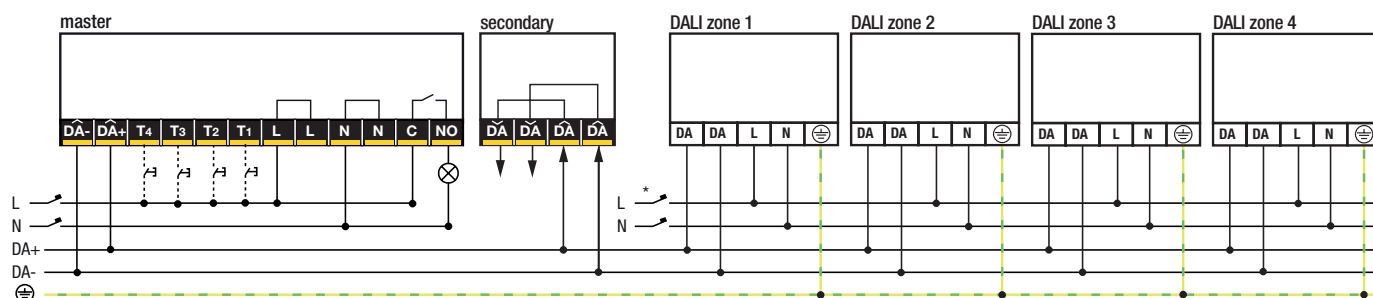 master secondary DALI zone 1 DALI zone 2 DALI zone 3 DALI zone 4
DA- DA+ T4 T3 T2 T1 L L N N C NO DA DA DA DA DA DA L N DA DA L N DA DA L N DA DA L N
L L *
N N
DA+
DA-